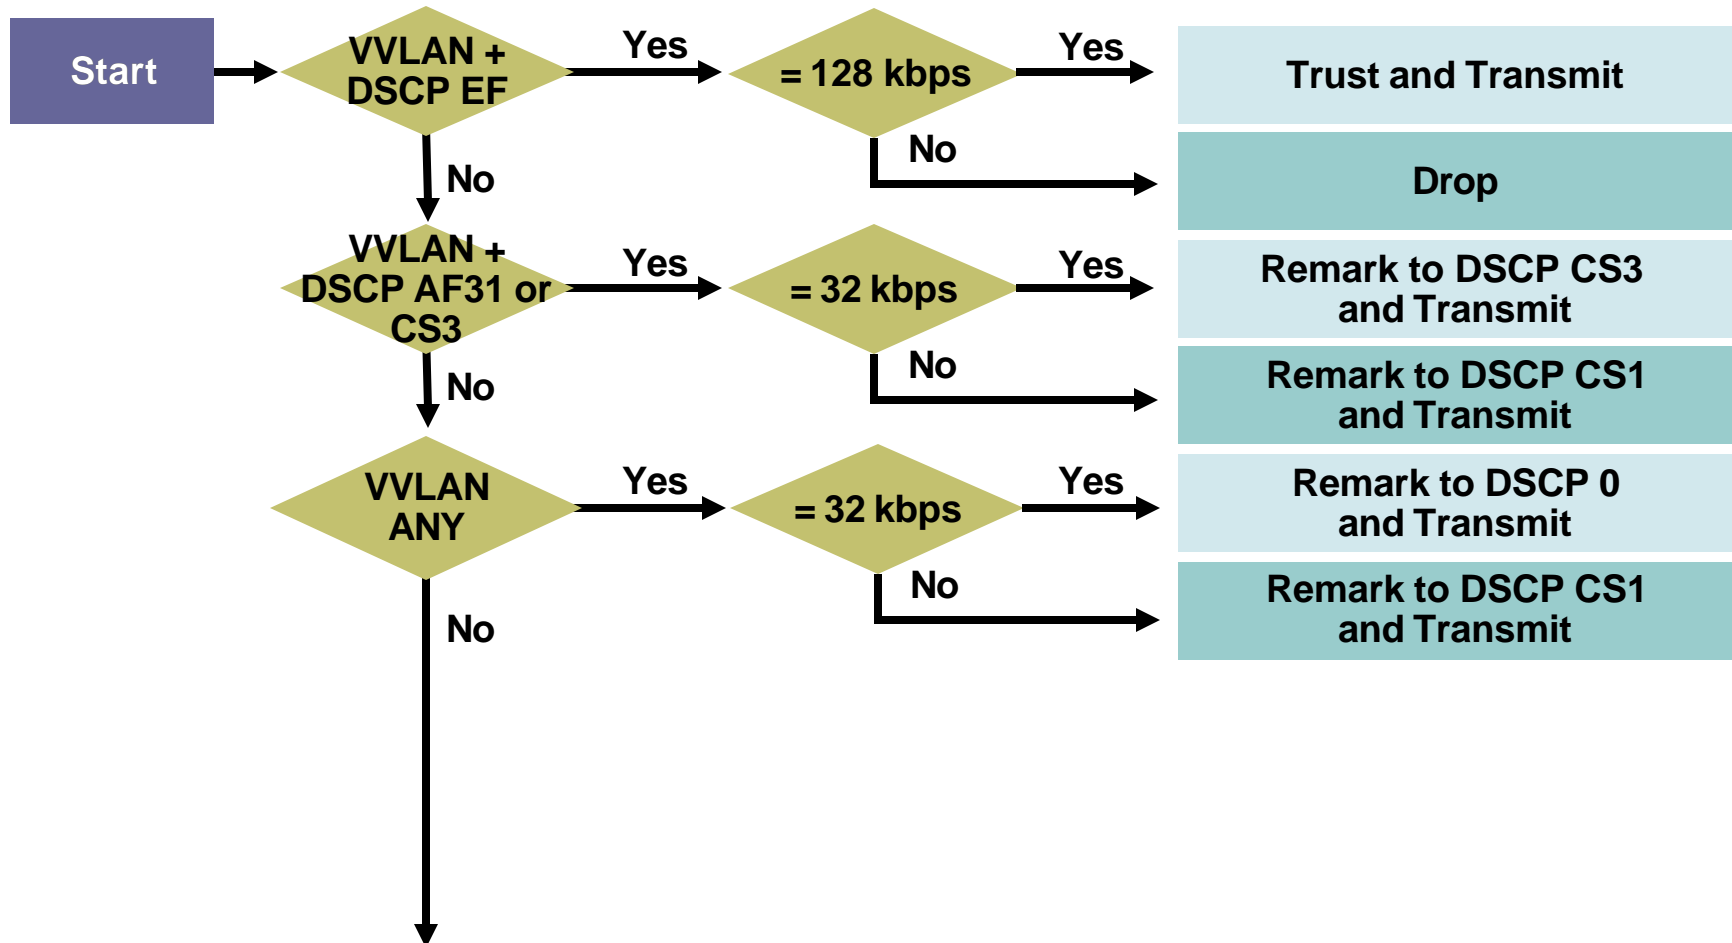 Start
VVLAN +
DSCP EF
Yes
= 128 kbps
Yes
Trust and Transmit
No
Drop
No
VVLAN +
DSCP AF31 or
CS3
Yes
= 32 kbps
Yes
Remark to DSCP CS3
and Transmit
No
Remark to DSCP CS1
and Transmit
No
VVLAN
ANY
Yes
= 32 kbps
Yes
Remark to DSCP 0
and Transmit
No
Remark to DSCP CS1
and Transmit
No